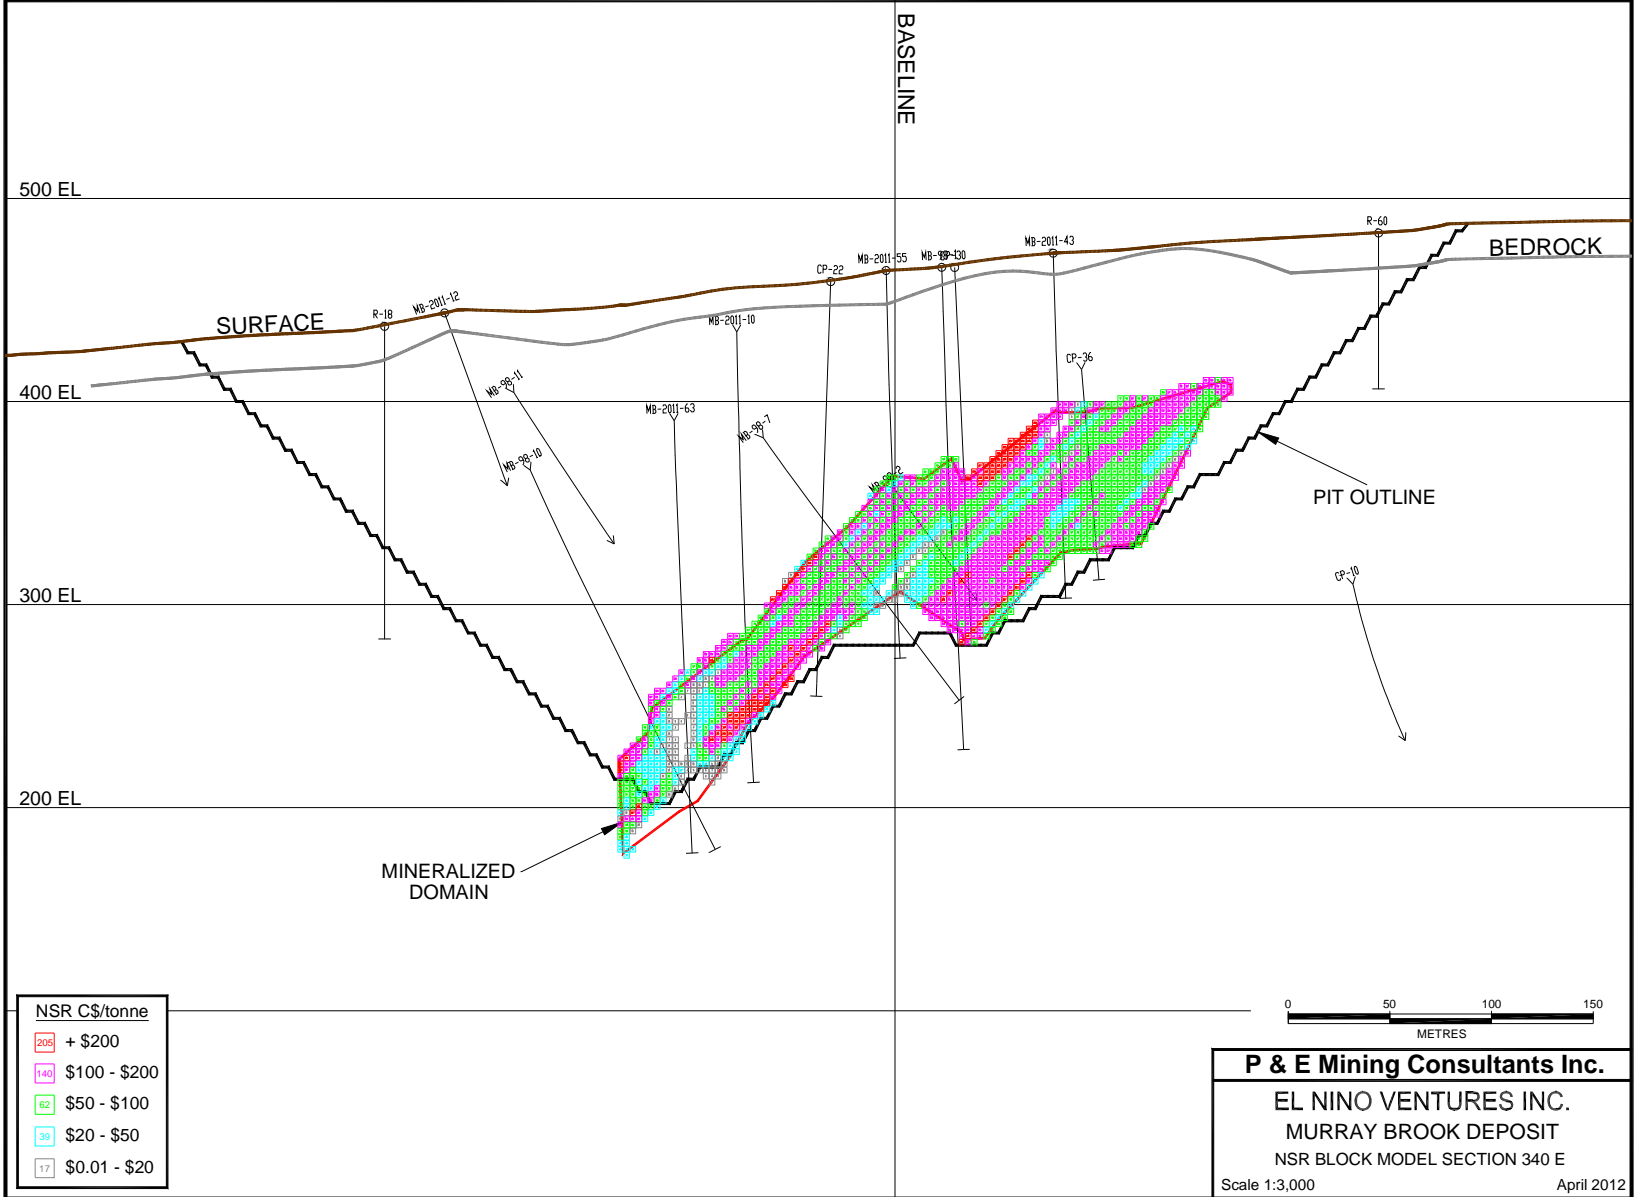 BASELINE
500 EL
R-60
MB-2011-43
BEDROCK
MB-2011-55
CP-22
MB-2011-12
R-18
SURFACE
MB-2011-10
CP-36
400 EL
MB-98-11
MB-2011-63
MB-98-7
MB-98-10
PIT OUTLINE
CP-10
300 EL
200 EL
MINERALIZED
DOMAIN
NSR C$/tonne
205 + $200
140 $100 - $200
62 $50 - $100
39 $20 - $50
17 $0.01 - $20
0 50 100 150
METRES
P & E Mining Consultants Inc.
EL NINO VENTURES INC.
MURRAY BROOK DEPOSIT
NSR BLOCK MODEL SECTION 340 E
Scale 1:3,000 April 2012